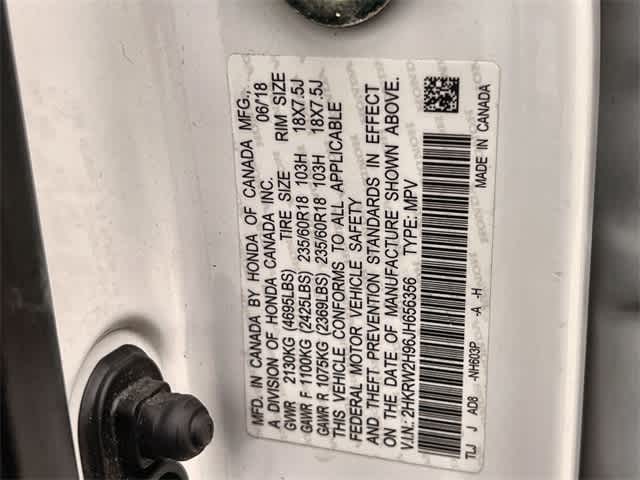 MFD. IN CANADA BY HONDA OF CANADA MFG.,
A DIVISION OF HONDA CANADA INC. 06/18
TIRE SIZE RIM SIZE
GVWR 2130KG (4695LBS)
GAWR F 1100KG (2425LBS) 235/60R18 103H 18X7.5J
GAWR R 1075KG (2369LBS) 235/60R18 103H 18X7.5J
THIS VEHICLE CONFORMS TO ALL APPLICABLE
FEDERAL MOTOR VEHICLE SAFETY
AND THEFT PREVENTION STANDARDS IN EFFECT
ON THE DATE OF MANUFACTURE SHOWN ABOVE.
V.I.N.: 2HKRW2H96JH656356 TYPE: MPV
TLJ J AD8 -NH603P -A -H MADE IN CANADA